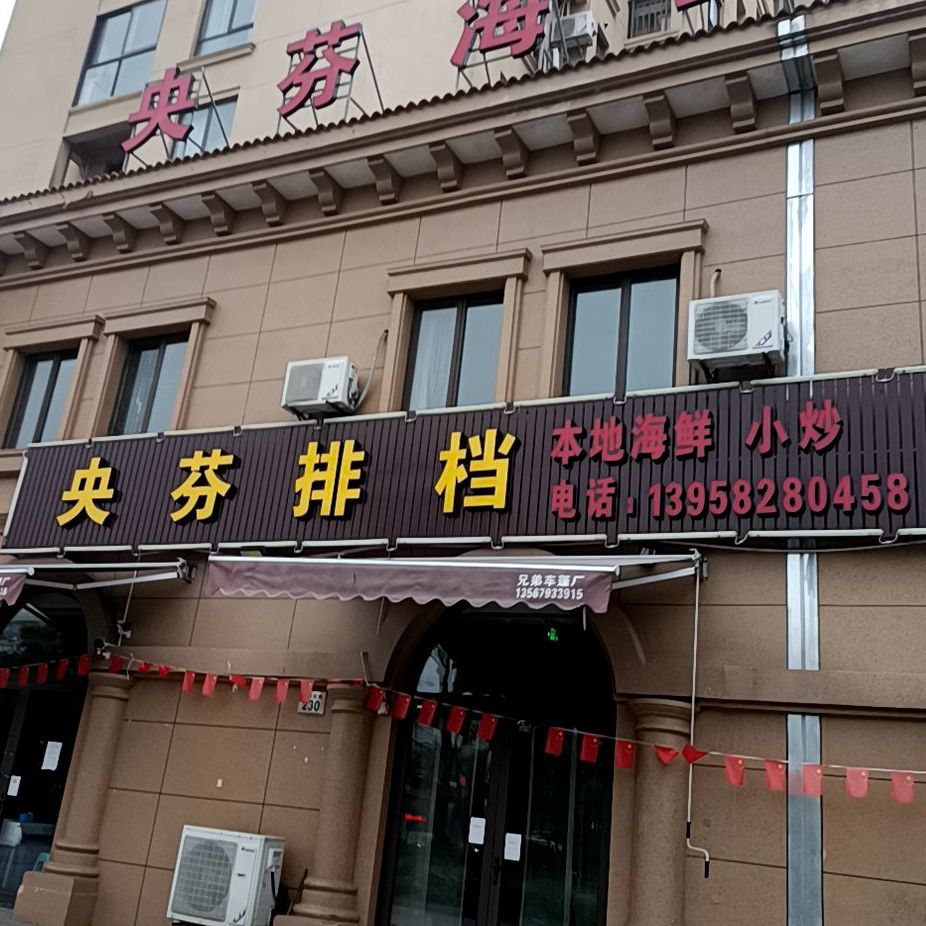 央芬海
央芬排档
本地海鲜 小炒
电话:13958280458
兄弟车篷厂
13567933915
厂
230